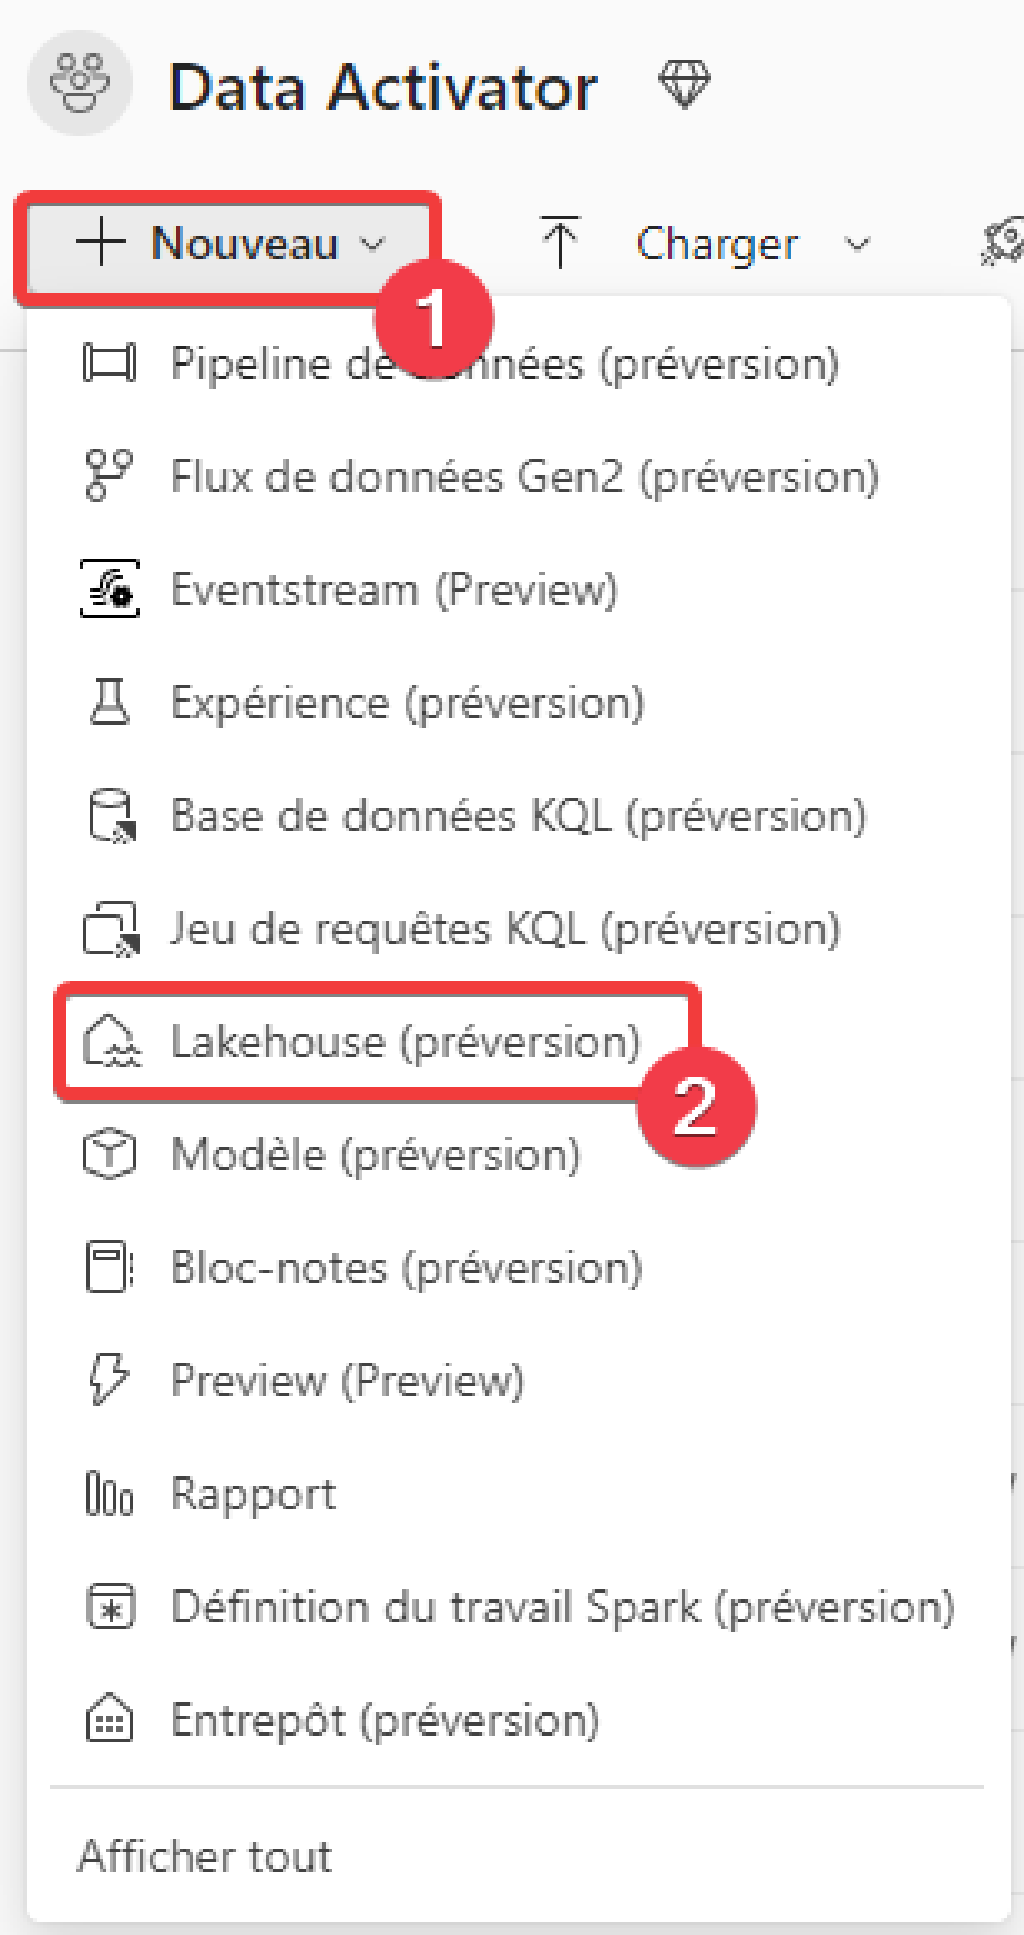 Data Activator
Nouveau
Charger
1
Pipeline de données (préversion)
Flux de données Gen2 (préversion)
Eventstream (Preview)
Expérience (préversion)
Base de données KQL (préversion)
Jeu de requêtes KQL (préversion)
Lakehouse (préversion)
2
Modèle (préversion)
Bloc-notes (préversion)
Preview (Preview)
Rapport
Définition du travail Spark (préversion)
Entrepôt (préversion)
Afficher tout